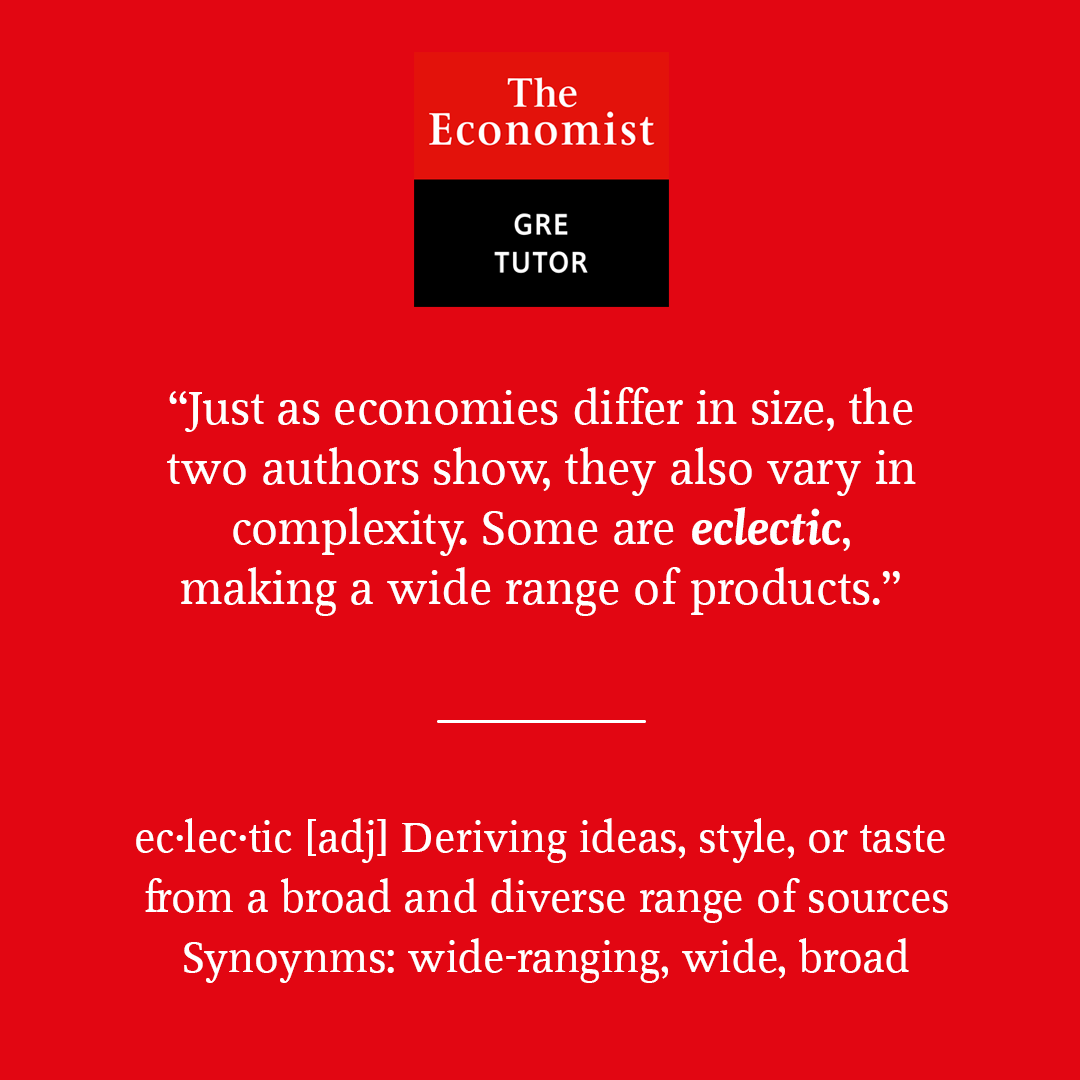 The
Economist
GRE
TUTOR
“Just as economies differ in size, the
two authors show, they also vary in
complexity. Some are eclectic,
making a wide range of products.”
ec·lec·tic [adj] Deriving ideas, style, or taste
from a broad and diverse range of sources
Synoynms: wide-ranging, wide, broad